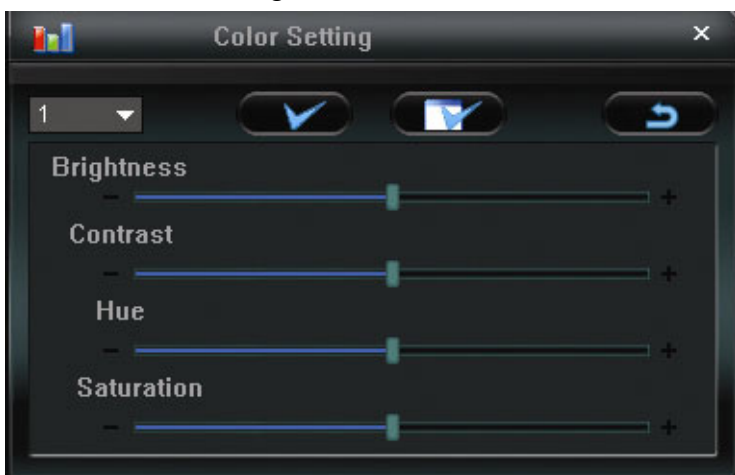 Color Setting
1
Brightness
- +
Contrast
- +
Hue
- +
Saturation
- +